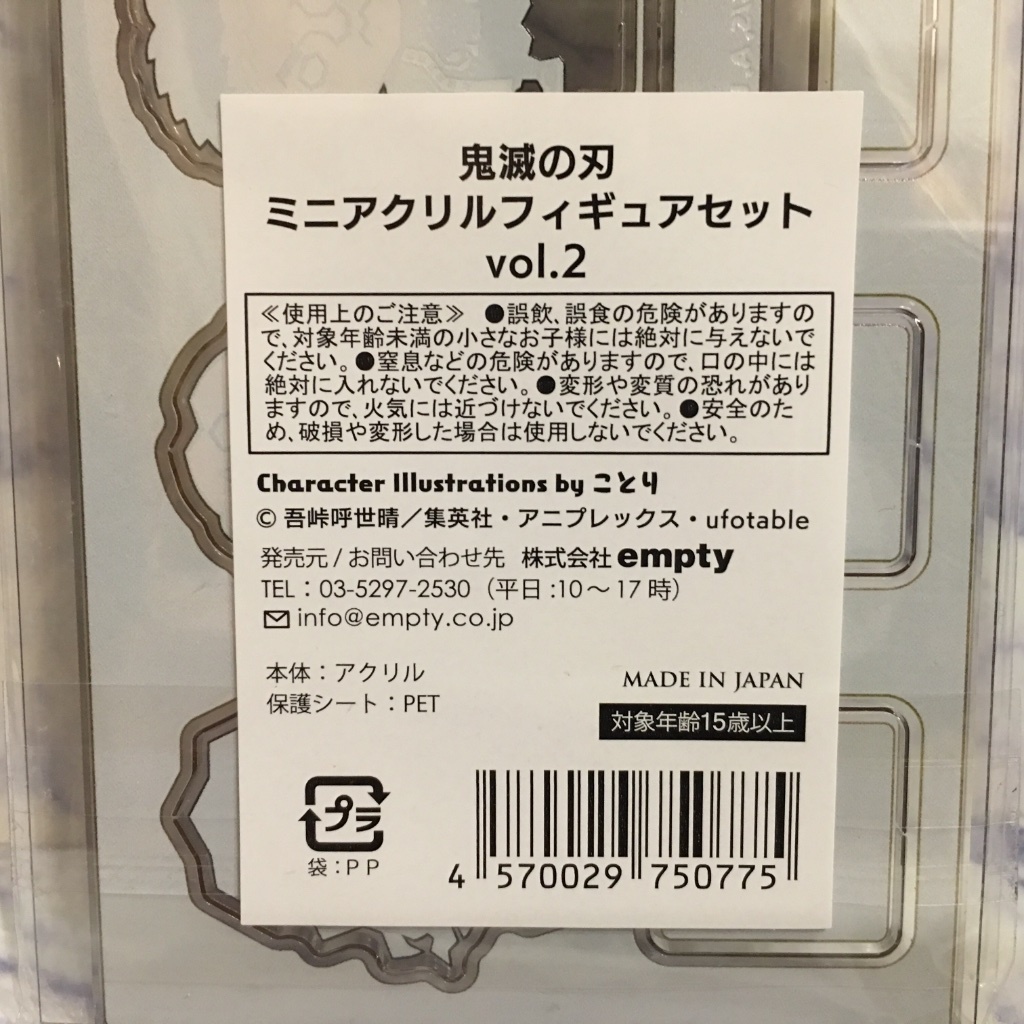 鬼滅の刃
ミニアクリルフィギュアセット
vol.2
≪使用上のご注意≫ ●誤飲、誤食の危険がありますの
で、対象年齢未満の小さなお子様には絶対に与えないで
ください。●窒息などの危険がありますので、口の中には
絶対に入れないでください。●変形や変質の恐れがあり
ますので、火気には近づけないでください。●安全のた
め、破損や変形した場合は使用しないでください。
Character Illustrations by ことり
© 吾峠呼世晴／集英社・アニプレックス・ufotable
発売元 / お問い合わせ先 株式会社 empty
TEL：03-5297-2530（平日:10～17時）
info@empty.co.jp
本体：アクリル
保護シート：PET
MADE IN JAPAN
対象年齢15歳以上
プラ
袋：PP
4 570029 750775